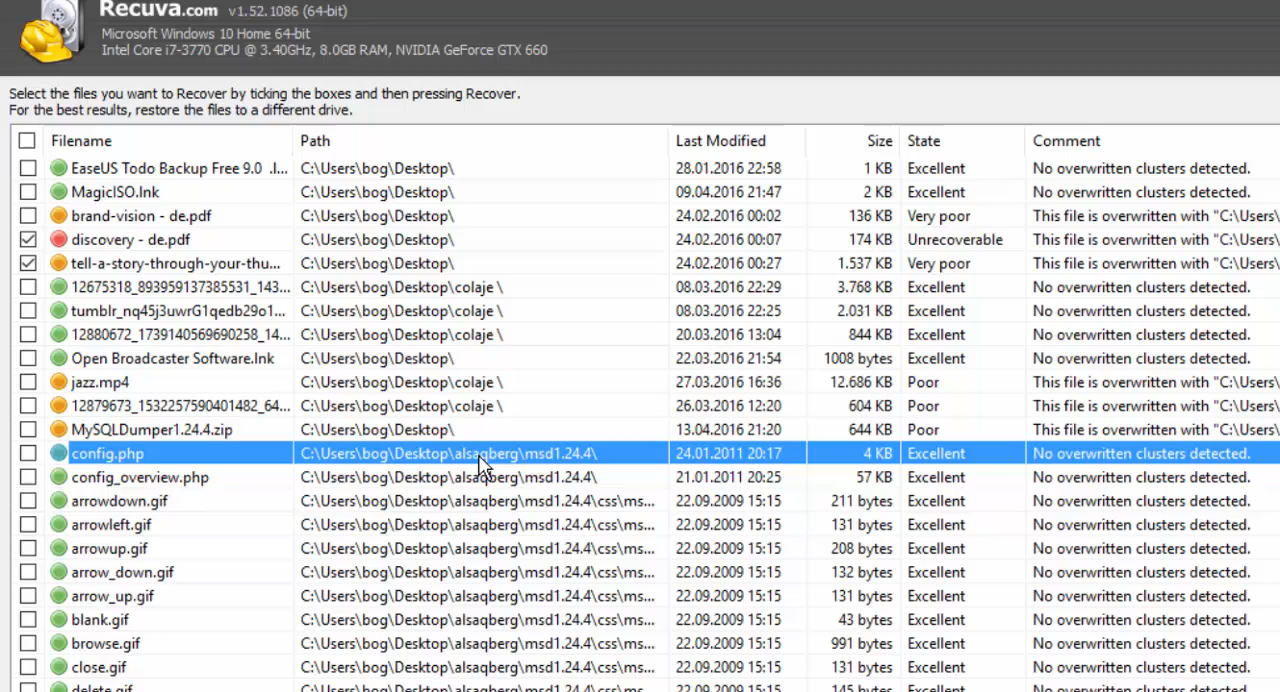 Recuva.com v1.52.1086 (64-bit)
Microsoft Windows 10 Home 64-bit
Intel Core i7-3770 CPU @ 3.40GHz, 8.0GB RAM, NVIDIA GeForce GTX 660
Select the files you want to Recover by ticking the boxes and then pressing Recover.
For the best results, restore the files to a different drive.
Filename Path Last Modified Size State Comment
EaseUS Todo Backup Free 9.0 .l... C:\Users\bog\Desktop\ 28.01.2016 22:58 1 KB Excellent No overwritten clusters detected.
MagicISO.lnk C:\Users\bog\Desktop\ 09.04.2016 21:47 2 KB Excellent No overwritten clusters detected.
brand-vision - de.pdf C:\Users\bog\Desktop\ 24.02.2016 00:02 136 KB Very poor This file is overwritten with "C:\Users\
discovery - de.pdf C:\Users\bog\Desktop\ 24.02.2016 00:07 174 KB Unrecoverable This file is overwritten with "C:\Users\
tell-a-story-through-your-thu... C:\Users\bog\Desktop\ 24.02.2016 00:27 1.537 KB Very poor This file is overwritten with "C:\Users\
12675318_893959137385531_143... C:\Users\bog\Desktop\colaje \ 08.03.2016 22:29 3.768 KB Excellent No overwritten clusters detected.
tumblr_nq45j3uwrG1qedb29o1... C:\Users\bog\Desktop\colaje \ 08.03.2016 22:25 2.031 KB Excellent No overwritten clusters detected.
12880672_1739140569690258_14... C:\Users\bog\Desktop\colaje \ 20.03.2016 13:04 844 KB Excellent No overwritten clusters detected.
Open Broadcaster Software.lnk C:\Users\bog\Desktop\ 22.03.2016 21:54 1008 bytes Excellent No overwritten clusters detected.
jazz.mp4 C:\Users\bog\Desktop\colaje \ 27.03.2016 16:36 12.686 KB Poor This file is overwritten with "C:\Users\
12879673_1532257590401482_64... C:\Users\bog\Desktop\colaje \ 26.03.2016 12:20 604 KB Poor This file is overwritten with "C:\Users\
MySQLDumper1.24.4.zip C:\Users\bog\Desktop\ 13.04.2016 21:20 644 KB Poor This file is overwritten with "C:\Users\
config.php C:\Users\bog\Desktop\alsaqberg\msd1.24.4\ 24.01.2011 20:17 4 KB Excellent No overwritten clusters detected.
config_overview.php C:\Users\bog\Desktop\alsaqberg\msd1.24.4\ 21.01.2011 20:25 57 KB Excellent No overwritten clusters detected.
arrowdown.gif C:\Users\bog\Desktop\alsaqberg\msd1.24.4\css\ms... 22.09.2009 15:15 211 bytes Excellent No overwritten clusters detected.
arrowleft.gif C:\Users\bog\Desktop\alsaqberg\msd1.24.4\css\ms... 22.09.2009 15:15 131 bytes Excellent No overwritten clusters detected.
arrowup.gif C:\Users\bog\Desktop\alsaqberg\msd1.24.4\css\ms... 22.09.2009 15:15 208 bytes Excellent No overwritten clusters detected.
arrow_down.gif C:\Users\bog\Desktop\alsaqberg\msd1.24.4\css\ms... 22.09.2009 15:15 132 bytes Excellent No overwritten clusters detected.
arrow_up.gif C:\Users\bog\Desktop\alsaqberg\msd1.24.4\css\ms... 22.09.2009 15:15 131 bytes Excellent No overwritten clusters detected.
blank.gif C:\Users\bog\Desktop\alsaqberg\msd1.24.4\css\ms... 22.09.2009 15:15 43 bytes Excellent No overwritten clusters detected.
browse.gif C:\Users\bog\Desktop\alsaqberg\msd1.24.4\css\ms... 22.09.2009 15:15 991 bytes Excellent No overwritten clusters detected.
close.gif C:\Users\bog\Desktop\alsaqberg\msd1.24.4\css\ms... 22.09.2009 15:15 131 bytes Excellent No overwritten clusters detected.
delete.gif C:\Users\bog\Desktop\alsaqberg\msd1.24.4\css\ms... 22.09.2009 15:15 145 bytes Excellent No overwritten clusters detected.